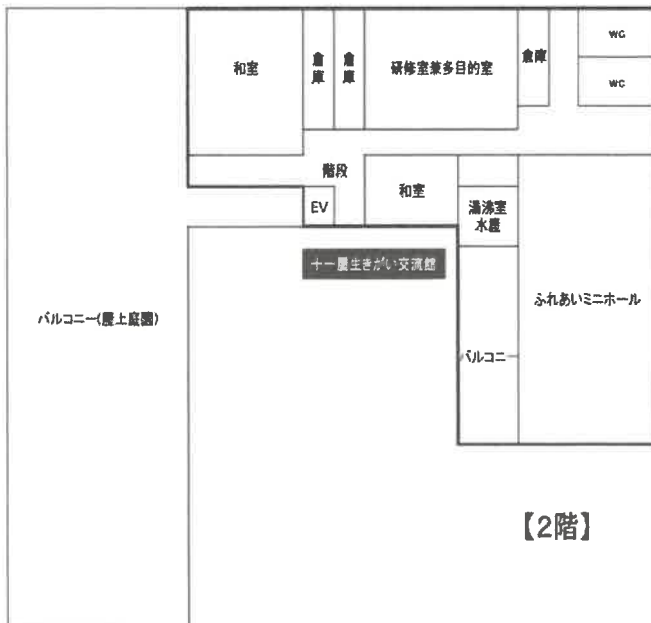 和室
倉庫
倉庫
研修室兼多目的室
倉庫
WC
WC
階段
EV
和室
湯沸室
水屋
十一屋生きがい交流館
バルコニー(屋上庭園)
バルコニー
ふれあいミニホール
【2階】